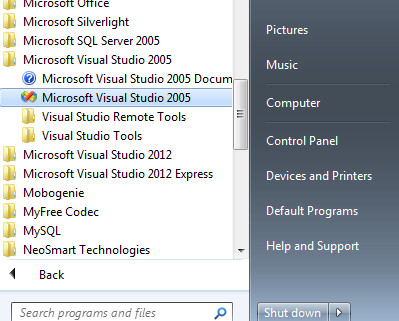 Microsoft Office
Microsoft Silverlight
Microsoft SQL Server 2005
Microsoft Visual Studio 2005
Microsoft Visual Studio 2005 Docum
Microsoft Visual Studio 2005
Visual Studio Remote Tools
Visual Studio Tools
Microsoft Visual Studio 2012
Microsoft Visual Studio 2012 Express
Mobogenie
MyFree Codec
MySQL
NeoSmart Technologies
Back
Search programs and files
Pictures
Music
Computer
Control Panel
Devices and Printers
Default Programs
Help and Support
Shut down